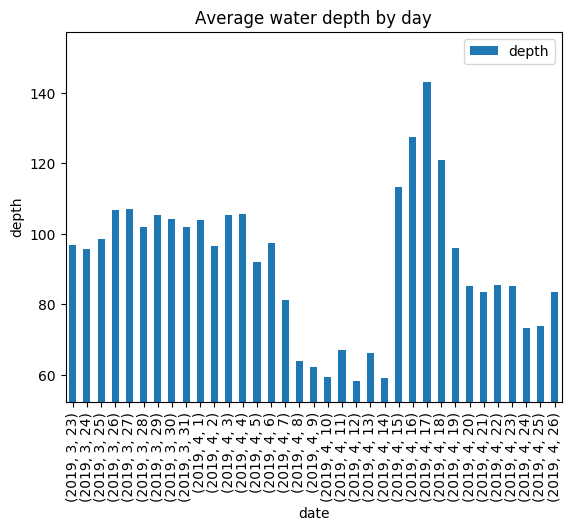 Average water depth by day
depth
140
120
100
80
60
depth
(2019, 3, 23)
(2019, 3, 24)
(2019, 3, 25)
(2019, 3, 26)
(2019, 3, 27)
(2019, 3, 28)
(2019, 3, 29)
(2019, 3, 30)
(2019, 3, 31)
(2019, 4, 1)
(2019, 4, 2)
(2019, 4, 3)
(2019, 4, 4)
(2019, 4, 5)
(2019, 4, 6)
(2019, 4, 7)
(2019, 4, 8)
(2019, 4, 9)
(2019, 4, 10)
(2019, 4, 11)
(2019, 4, 12)
(2019, 4, 13)
(2019, 4, 14)
(2019, 4, 15)
(2019, 4, 16)
(2019, 4, 17)
(2019, 4, 18)
(2019, 4, 19)
(2019, 4, 20)
(2019, 4, 21)
(2019, 4, 22)
(2019, 4, 23)
(2019, 4, 24)
(2019, 4, 25)
(2019, 4, 26)
date